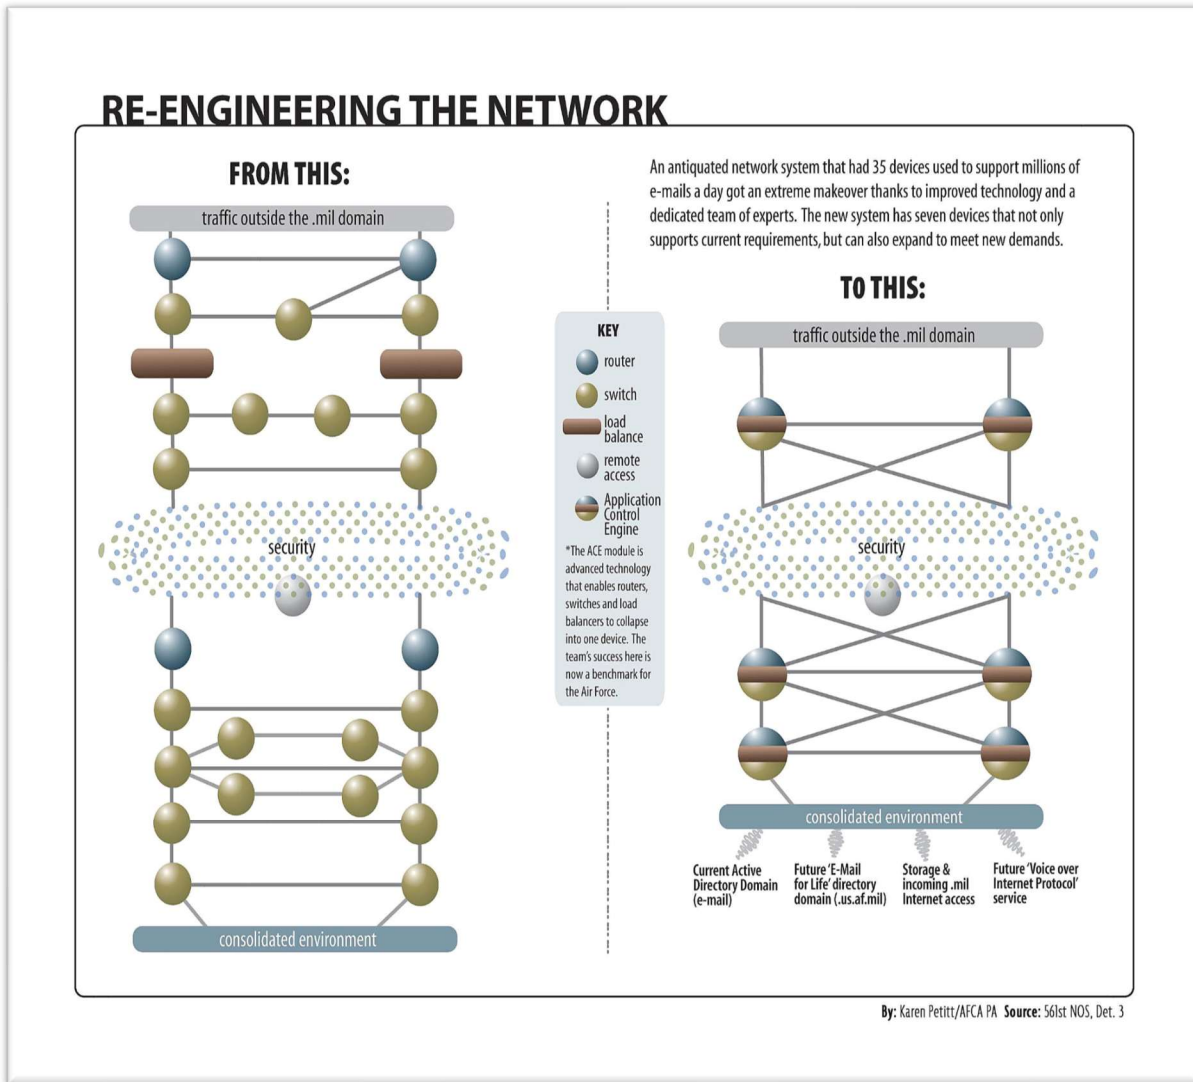 RE-ENGINEERING THE NETWORK
FROM THIS:
traffic outside the .mil domain
security
consolidated environment
An antiquated network system that had 35 devices used to support millions of
e-mails a day got an extreme makeover thanks to improved technology and a
dedicated team of experts. The new system has seven devices that not only
supports current requirements, but can also expand to meet new demands.
KEY
router
switch
load
balance
remote
access
Application
Control
Engine
*The ACE module is
advanced technology
that enables routers,
switches and load
balancers to collapse
into one device. The
team's success here is
now a benchmark for
the Air Force.
TO THIS:
traffic outside the .mil domain
security
consolidated environment
Current Active
Directory Domain
(e-mail)
Future 'E-Mail
for Life' directory
domain (.us.af.mil)
Storage &
incoming .mil
Internet access
Future 'Voice over
Internet Protocol'
service
By: Karen Petitt/AFCA PA Source: 561st NOS, Det. 3